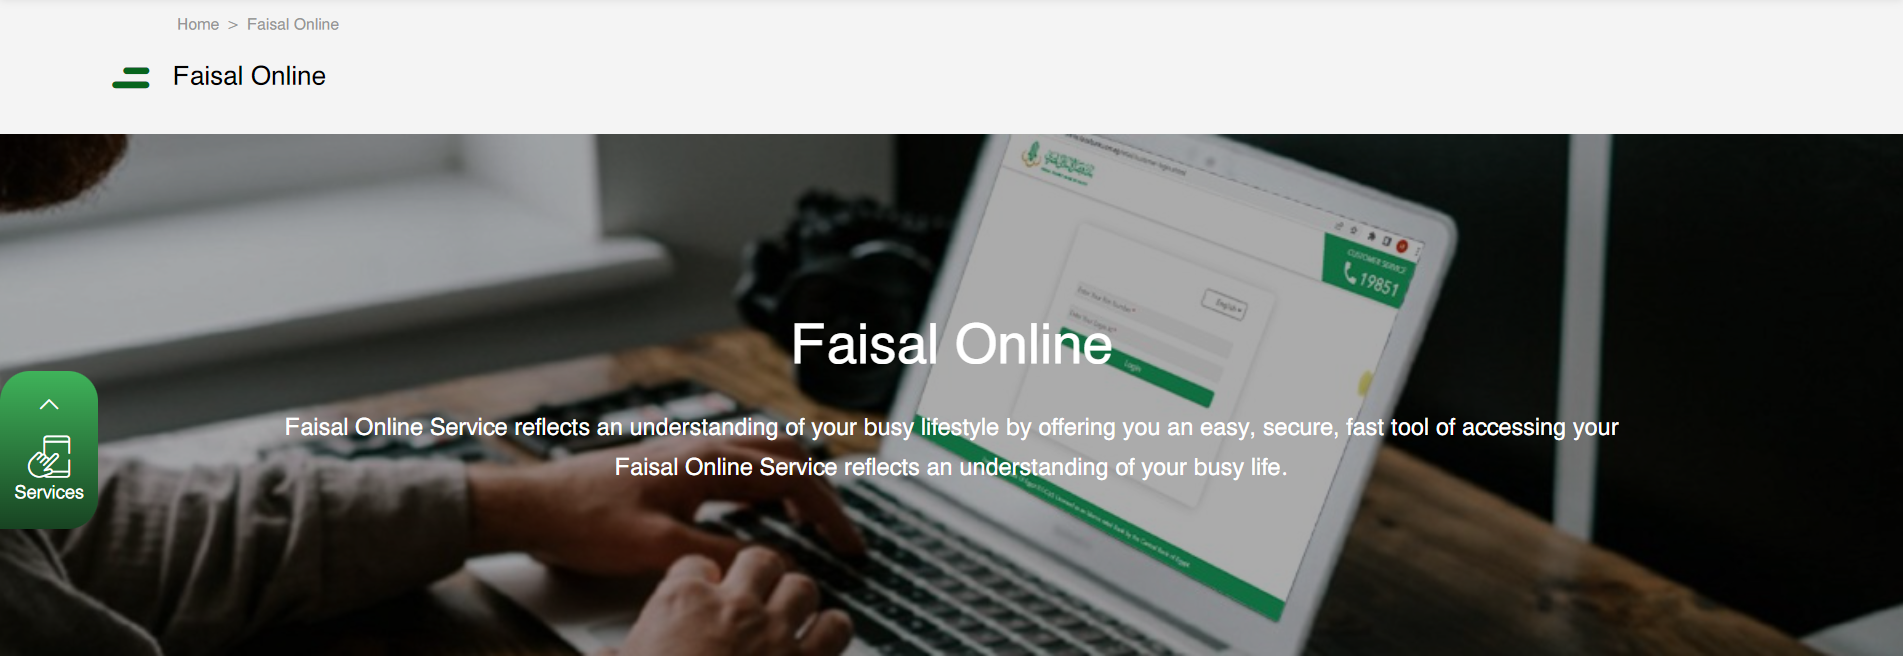 Home > Faisal Online
Faisal Online
CUSTOMER SERVICE
19851
English
Login
Faisal Online
Faisal Online Service reflects an understanding of your busy lifestyle by offering you an easy, secure, fast tool of accessing your
Faisal Online Service reflects an understanding of your busy life.
Services